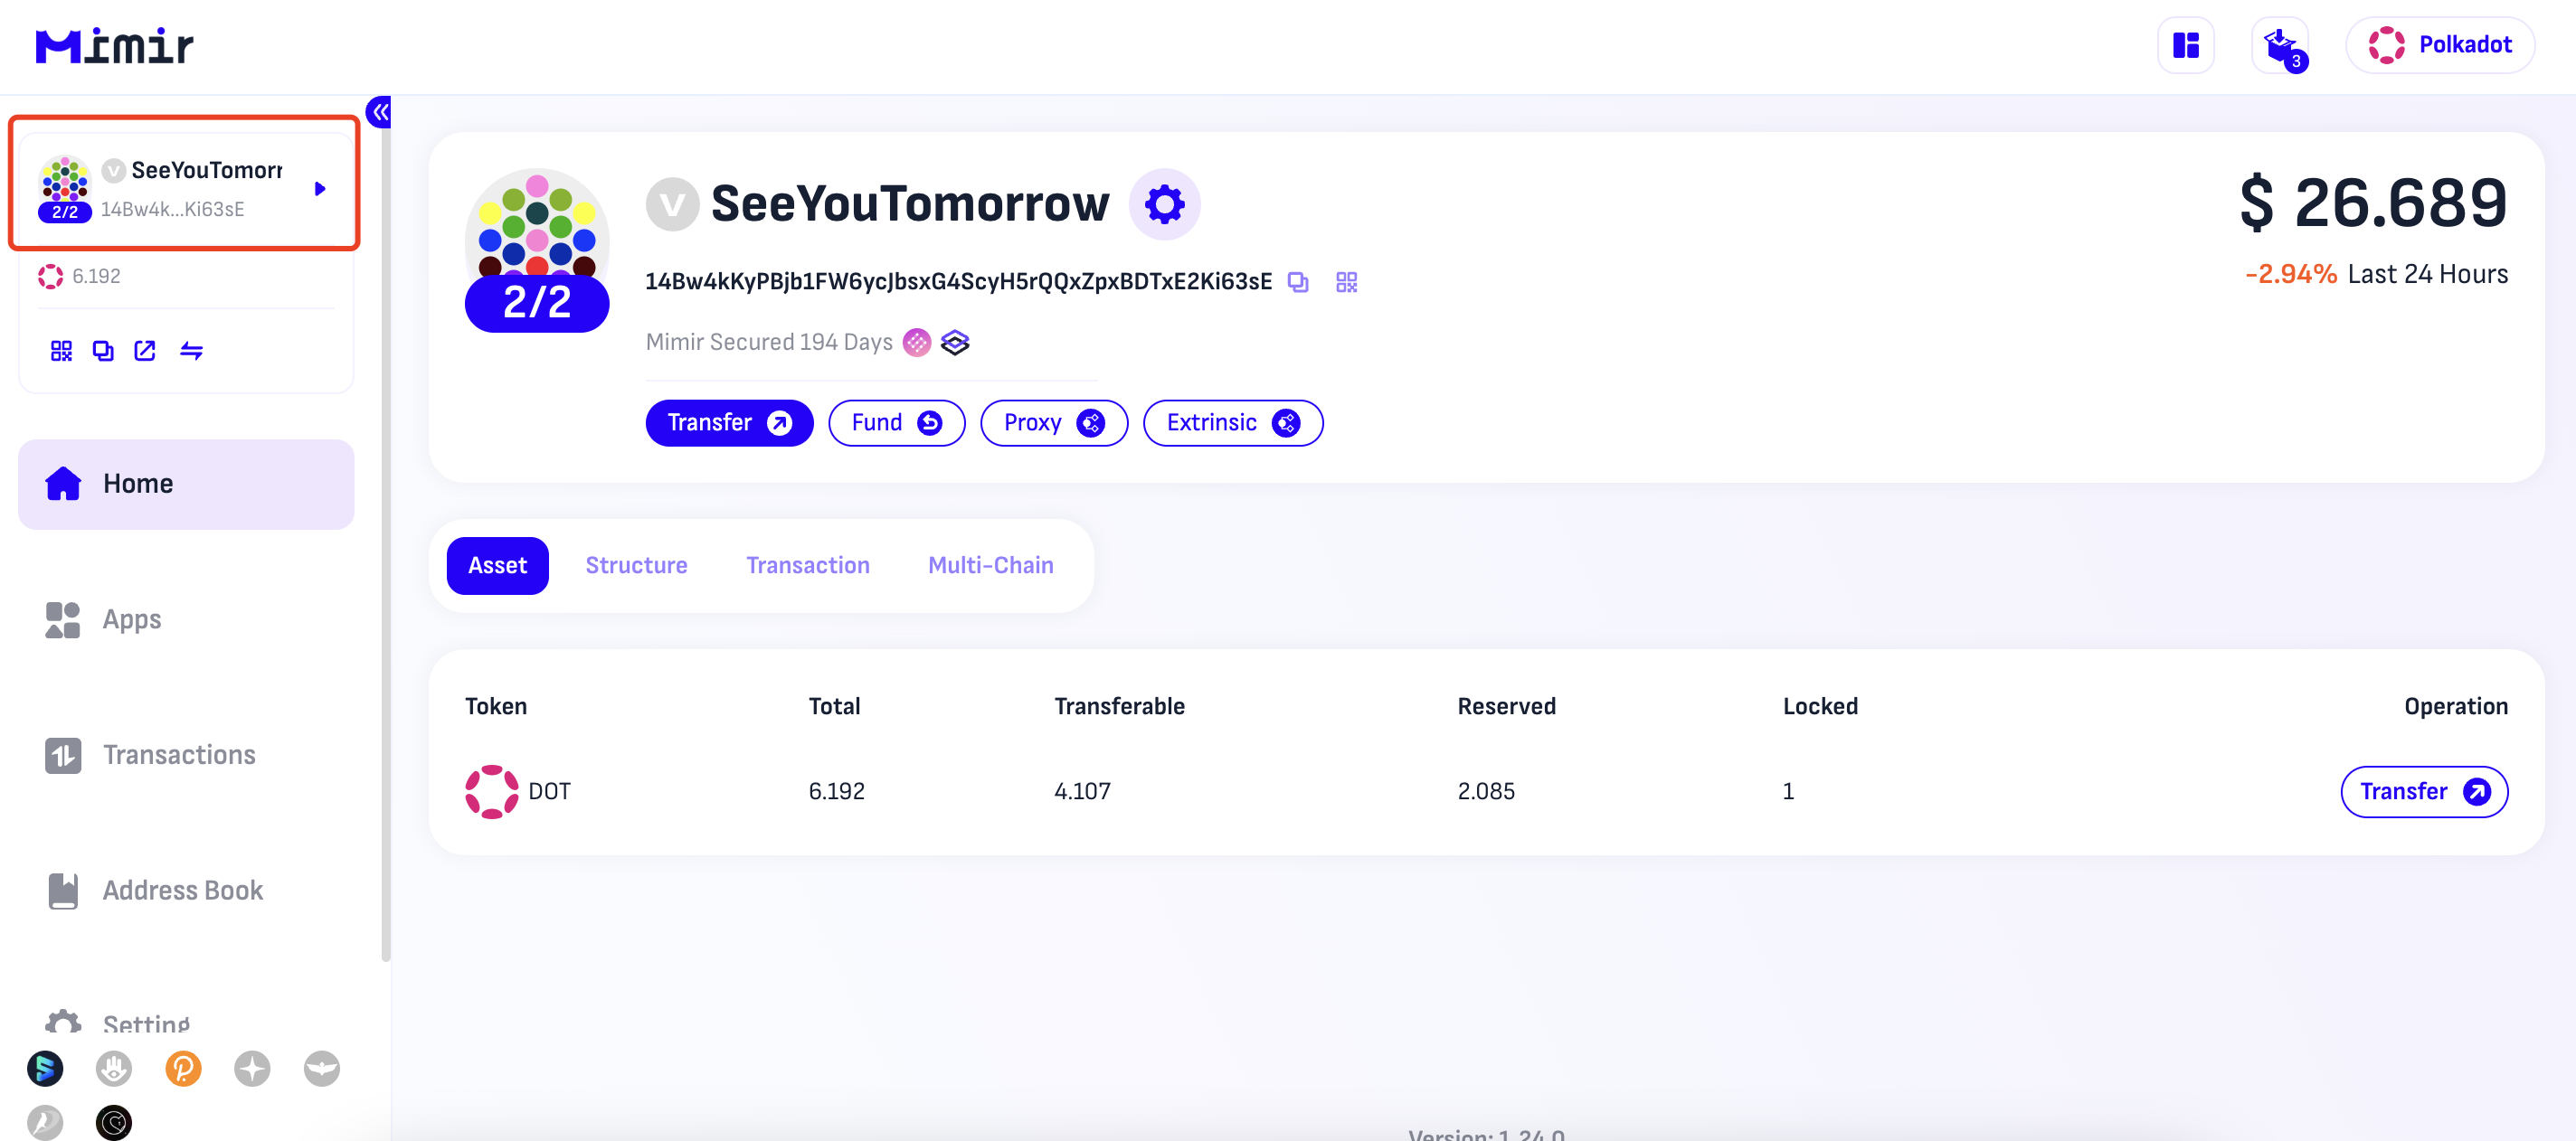 Mimir
3
Polkadot
V SeeYouTomorr
2/2
14Bw4k...Ki63sE
6.192
Home
Apps
Transactions
Address Book
Setting
V SeeYouTomorrow
2/2
14Bw4kKyPBjb1FW6ycJbsxG4ScyH5rQQxZpxBDTxE2Ki63sE
Mimir Secured 194 Days
Transfer
Fund
Proxy
Extrinsic
$ 26.689
-2.94% Last 24 Hours
Asset
Structure
Transaction
Multi-Chain
Token Total Transferable Reserved Locked Operation
DOT 6.192 4.107 2.085 1 Transfer
Version: 1.24.0